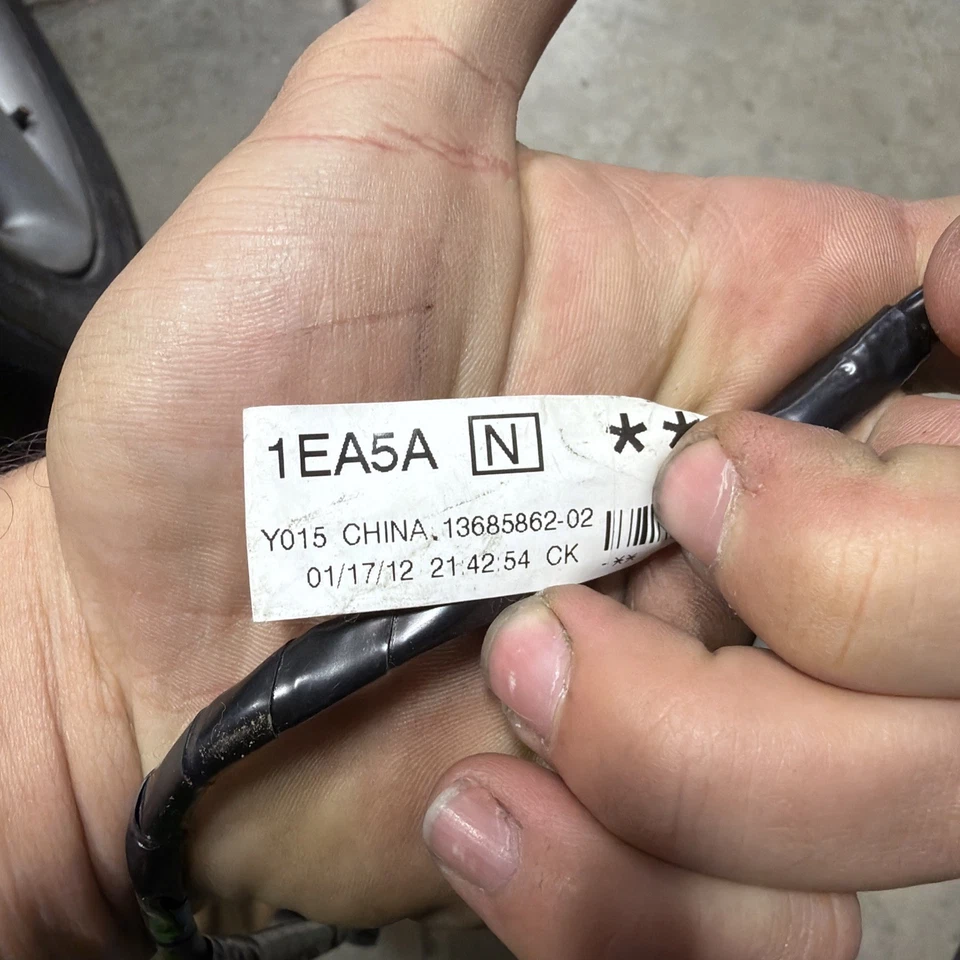 1EA5A N **
Y015 CHINA 13685862-02
01/17/12 21:42:54 CK -**